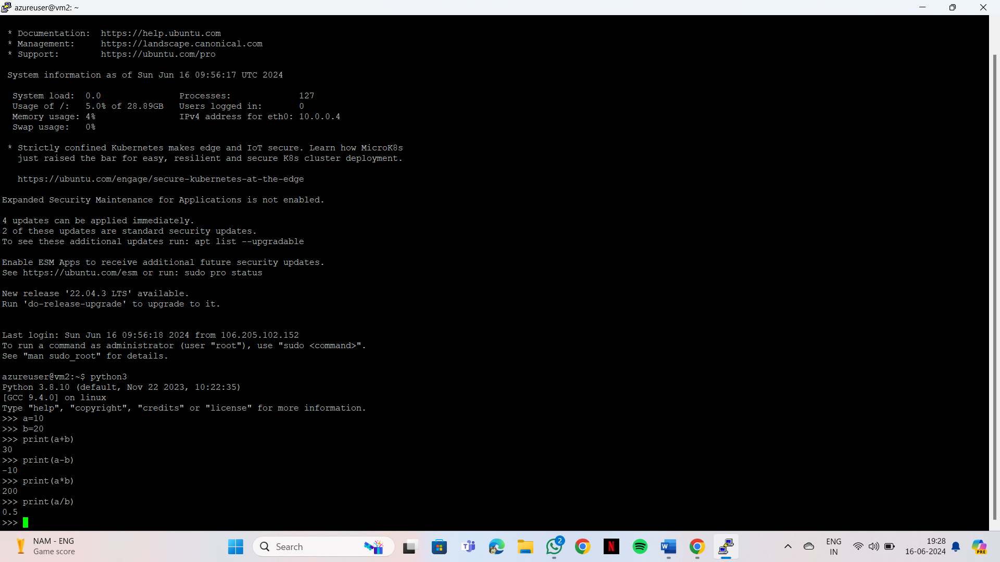 azureuser@vm2: ~
* Documentation:  https://help.ubuntu.com
* Management:     https://landscape.canonical.com
* Support:        https://ubuntu.com/pro
System information as of Sun Jun 16 09:56:17 UTC 2024
System load:  0.0               Processes:             127
Usage of /:   5.0% of 28.89GB   Users logged in:       0
Memory usage: 4%                IPv4 address for eth0: 10.0.0.4
Swap usage:   0%
* Strictly confined Kubernetes makes edge and IoT secure. Learn how MicroK8s
just raised the bar for easy, resilient and secure K8s cluster deployment.
https://ubuntu.com/engage/secure-kubernetes-at-the-edge
Expanded Security Maintenance for Applications is not enabled.
4 updates can be applied immediately.
2 of these updates are standard security updates.
To see these additional updates run: apt list --upgradable
Enable ESM Apps to receive additional future security updates.
See https://ubuntu.com/esm or run: sudo pro status
New release '22.04.3 LTS' available.
Run 'do-release-upgrade' to upgrade to it.
Last login: Sun Jun 16 09:56:18 2024 from 106.205.102.152
To run a command as administrator (user "root"), use "sudo <command>".
See "man sudo_root" for details.
azureuser@vm2:~$ python3
Python 3.8.10 (default, Nov 22 2023, 10:22:35)
[GCC 9.4.0] on linux
Type "help", "copyright", "credits" or "license" for more information.
>>> a=10
>>> b=20
>>> print(a+b)
30
>>> print(a-b)
-10
>>> print(a*b)
200
>>> print(a/b)
0.5
>>>
NAM - ENG
Game score
Search
2
ENG
IN
19:28
16-06-2024
PRE